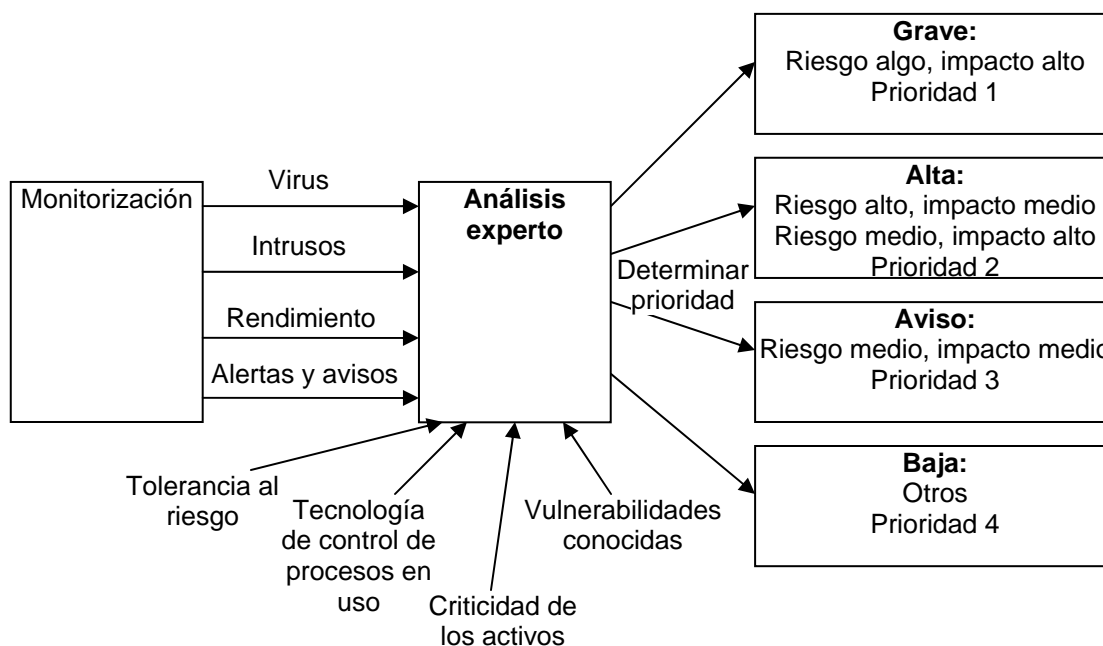 Monitorización
Virus
Intrusos
Rendimiento
Alertas y avisos
Análisis
experto
Tolerancia al
riesgo
Tecnología
de control de
procesos en
uso
Criticidad de
los activos
Vulnerabilidades
conocidas
Determinar
prioridad
Grave:
Riesgo algo, impacto alto
Prioridad 1
Alta:
Riesgo alto, impacto medio
Riesgo medio, impacto alto
Prioridad 2
Aviso:
Riesgo medio, impacto medio
Prioridad 3
Baja:
Otros
Prioridad 4